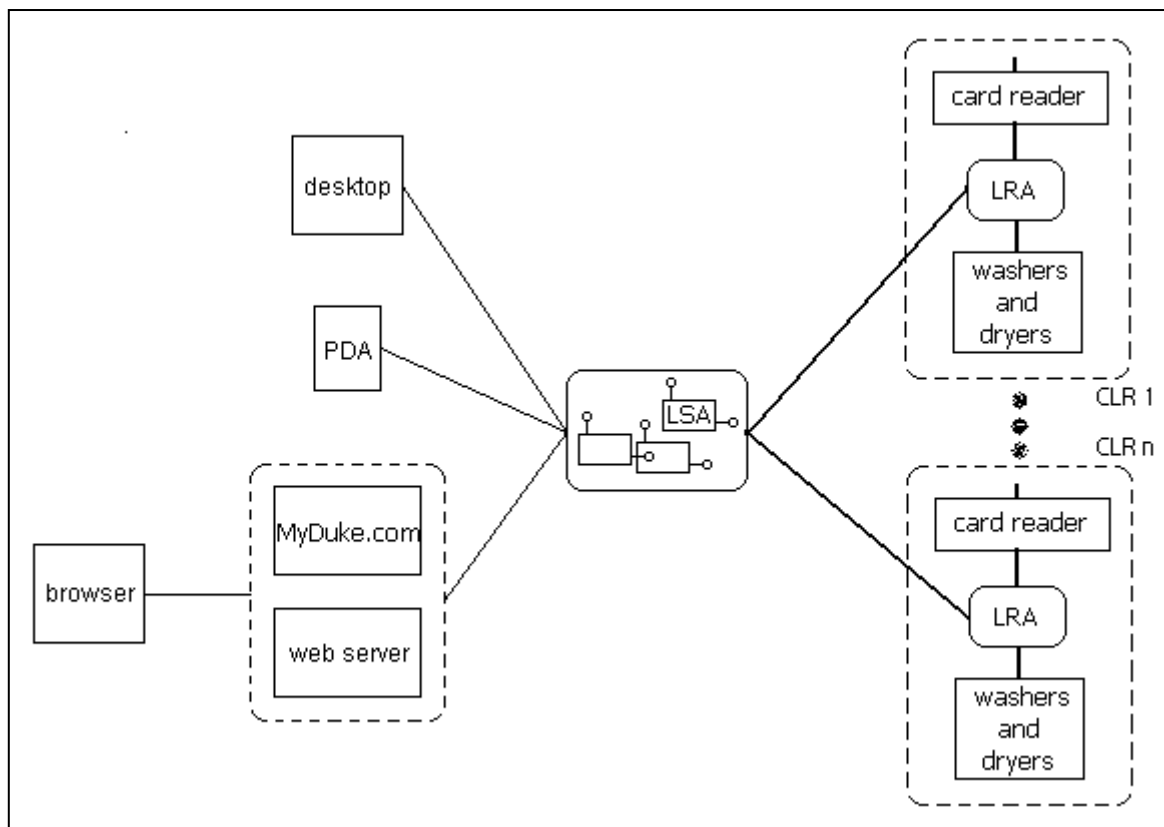 desktop
PDA
MyDuke.com
web server
browser
LSA
card reader
LRA
washers
and
dryers
CLR 1
CLR n
card reader
LRA
washers
and
dryers